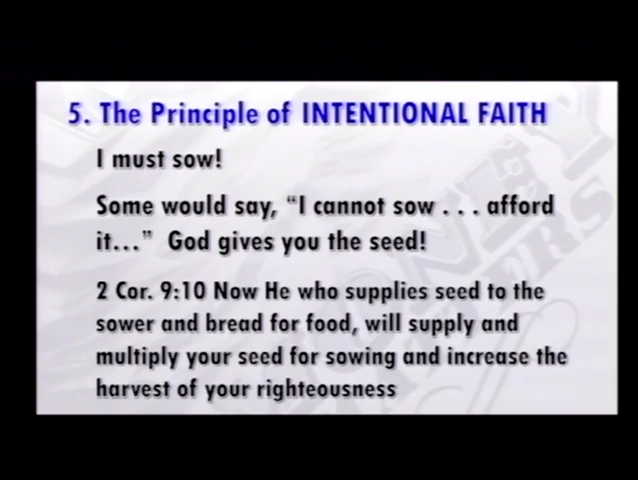 5. The Principle of INTENTIONAL FAITH
I must sow!
Some would say, “I cannot sow . . . afford
it…”  God gives you the seed!
2 Cor. 9:10 Now He who supplies seed to the
sower and bread for food, will supply and
multiply your seed for sowing and increase the
harvest of your righteousness
MONEY
MATTERS